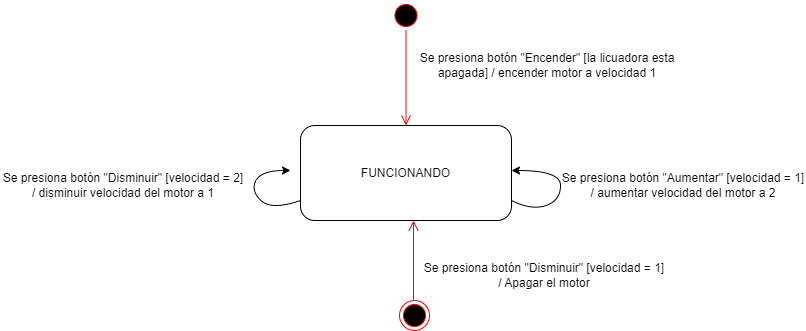 Se presiona botón "Encender" [la licuadora esta
apagada] / encender motor a velocidad 1
Se presiona botón "Disminuir" [velocidad = 2]
/ disminuir velocidad del motor a 1
FUNCIONANDO
Se presiona botón "Aumentar" [velocidad = 1]
/ aumentar velocidad del motor a 2
Se presiona botón "Disminuir" [velocidad = 1]
/ Apagar el motor